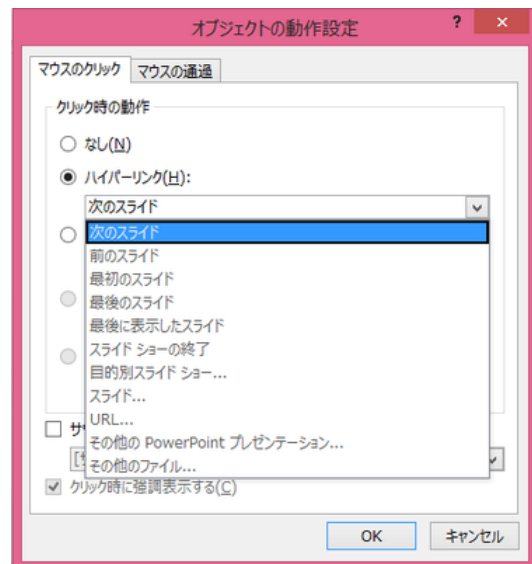 オブジェクトの動作設定
? ×
マウスのクリック マウスの通過
クリック時の動作
なし(N)
ハイパーリンク(H):
次のスライド
次のスライド
前のスライド
最初のスライド
最後のスライド
最後に表示したスライド
スライド ショーの終了
目的別スライド ショー...
スライド...
URL...
その他の PowerPoint プレゼンテーション...
その他のファイル...
クリック時に強調表示する(C)
OK キャンセル